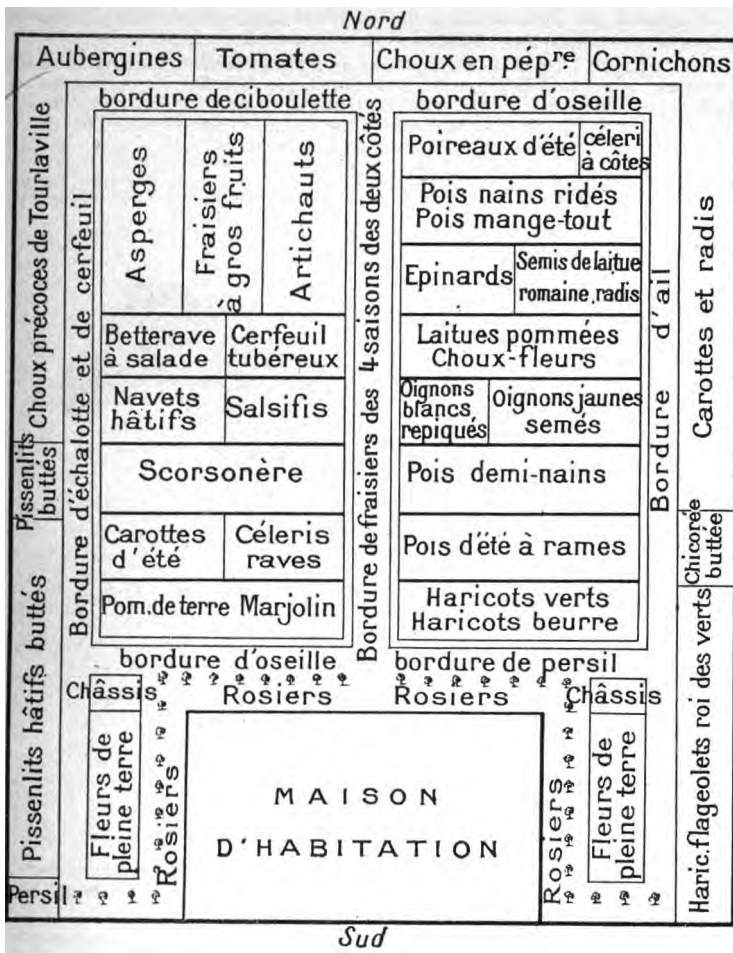 Nord
Aubergines
Tomates
Choux en pépre
Cornichons
bordure de ciboulette
bordure d'oseille
Choux précoces de Tourlaville
Pissenlits
buttés
Pissenlits hâtifs buttés
Persil
Bordure d'échalotte et de cerfeuil
Asperges
Fraisiers
à gros fruits
Artichauts
Betterave
à salade
Cerfeuil
tubéreux
Navets
hâtifs
Salsifis
Scorsonère
Carottes
d'été
Céleris
raves
Pom. de terre Marjolin
bordure d'oseille
Bordure de fraisiers des 4 saisons des deux côtés
Poireaux d'été
céleri
à côtes
Pois nains ridés
Pois mange-tout
Epinards
Semis de laitue
romaine, radis
Laitues pommées
Choux-fleurs
Oignons
blancs
repiqués
Oignons jaunes
semés
Pois demi-nains
Pois d'été à rames
Haricots verts
Haricots beurre
bordure de persil
Bordure d'ail
Carottes et radis
Chicorée
buttée
Haric. flageolets roi des verts
Châssis
Rosiers
Rosiers
Châssis
Fleurs de
pleine terre
Rosiers
MAISON
D'HABITATION
Rosiers
Fleurs de
pleine terre
Sud